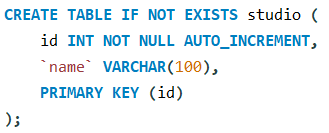 CREATE TABLE IF NOT EXISTS studio (
    id INT NOT NULL AUTO_INCREMENT,
    `name` VARCHAR(100),
    PRIMARY KEY (id)
);